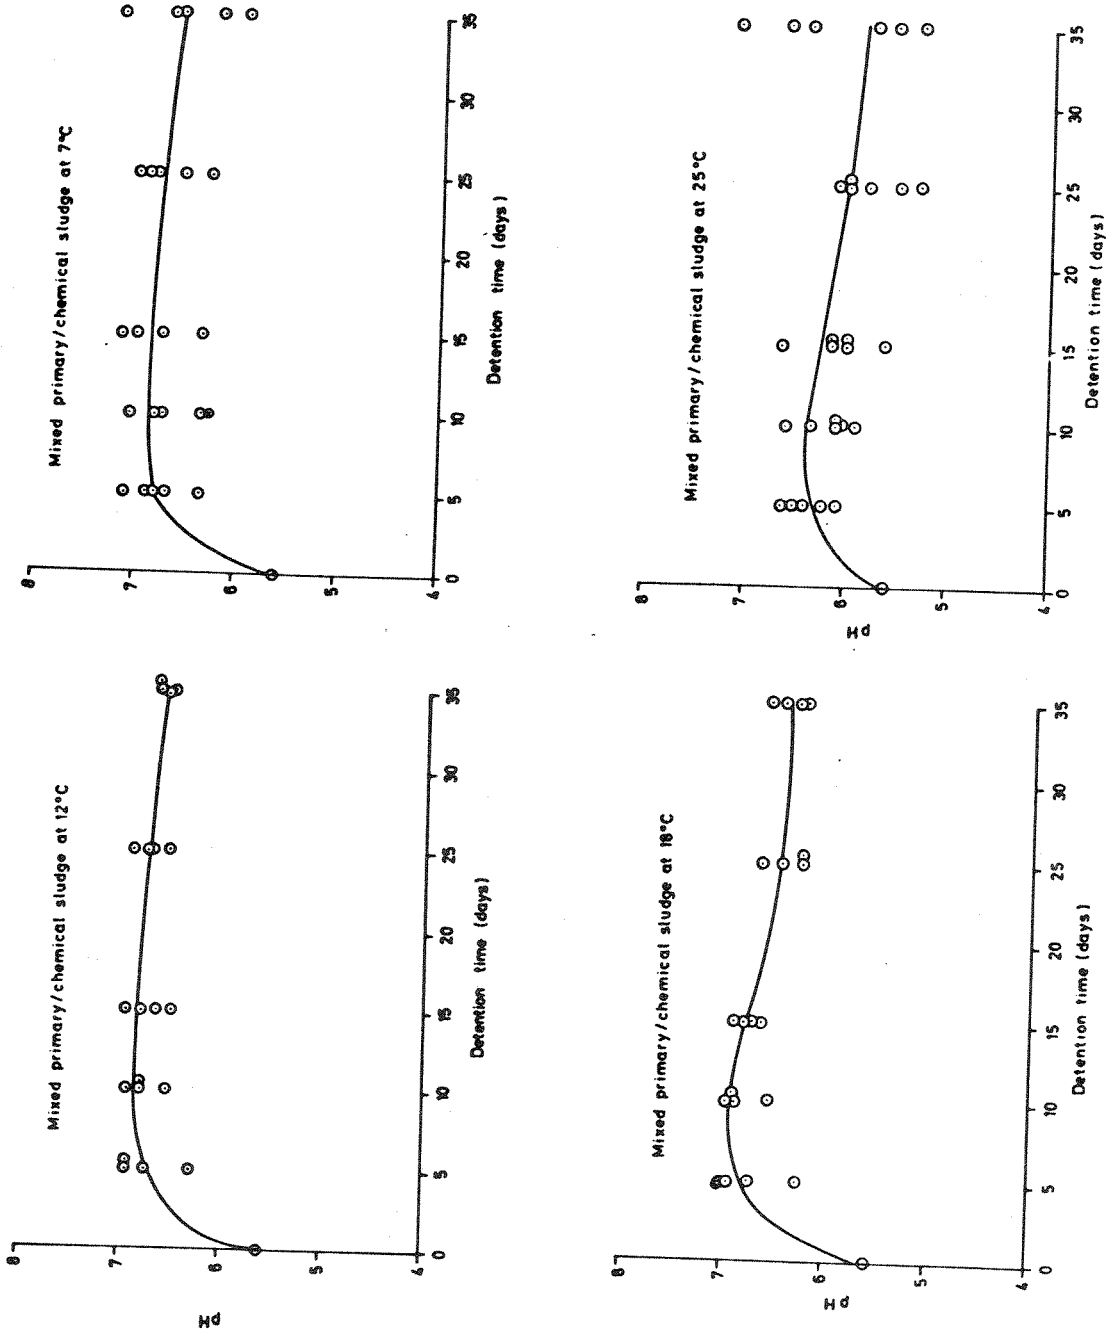 Mixed primary/chemical sludge at 12°C
pH
8
7
6
5
4
0 5 10 15 20 25 30 35
Detention time (days)
Mixed primary/chemical sludge at 7°C
8
7
6
5
4
0 5 10 15 20 25 30 35
Detention time (days)
Mixed primary/chemical sludge at 18°C
pH
8
7
6
5
4
0 5 10 15 20 25 30 35
Detention time (days)
Mixed primary/chemical sludge at 25°C
pH
8
7
6
5
4
0 5 10 15 20 25 30 35
Detention time (days)